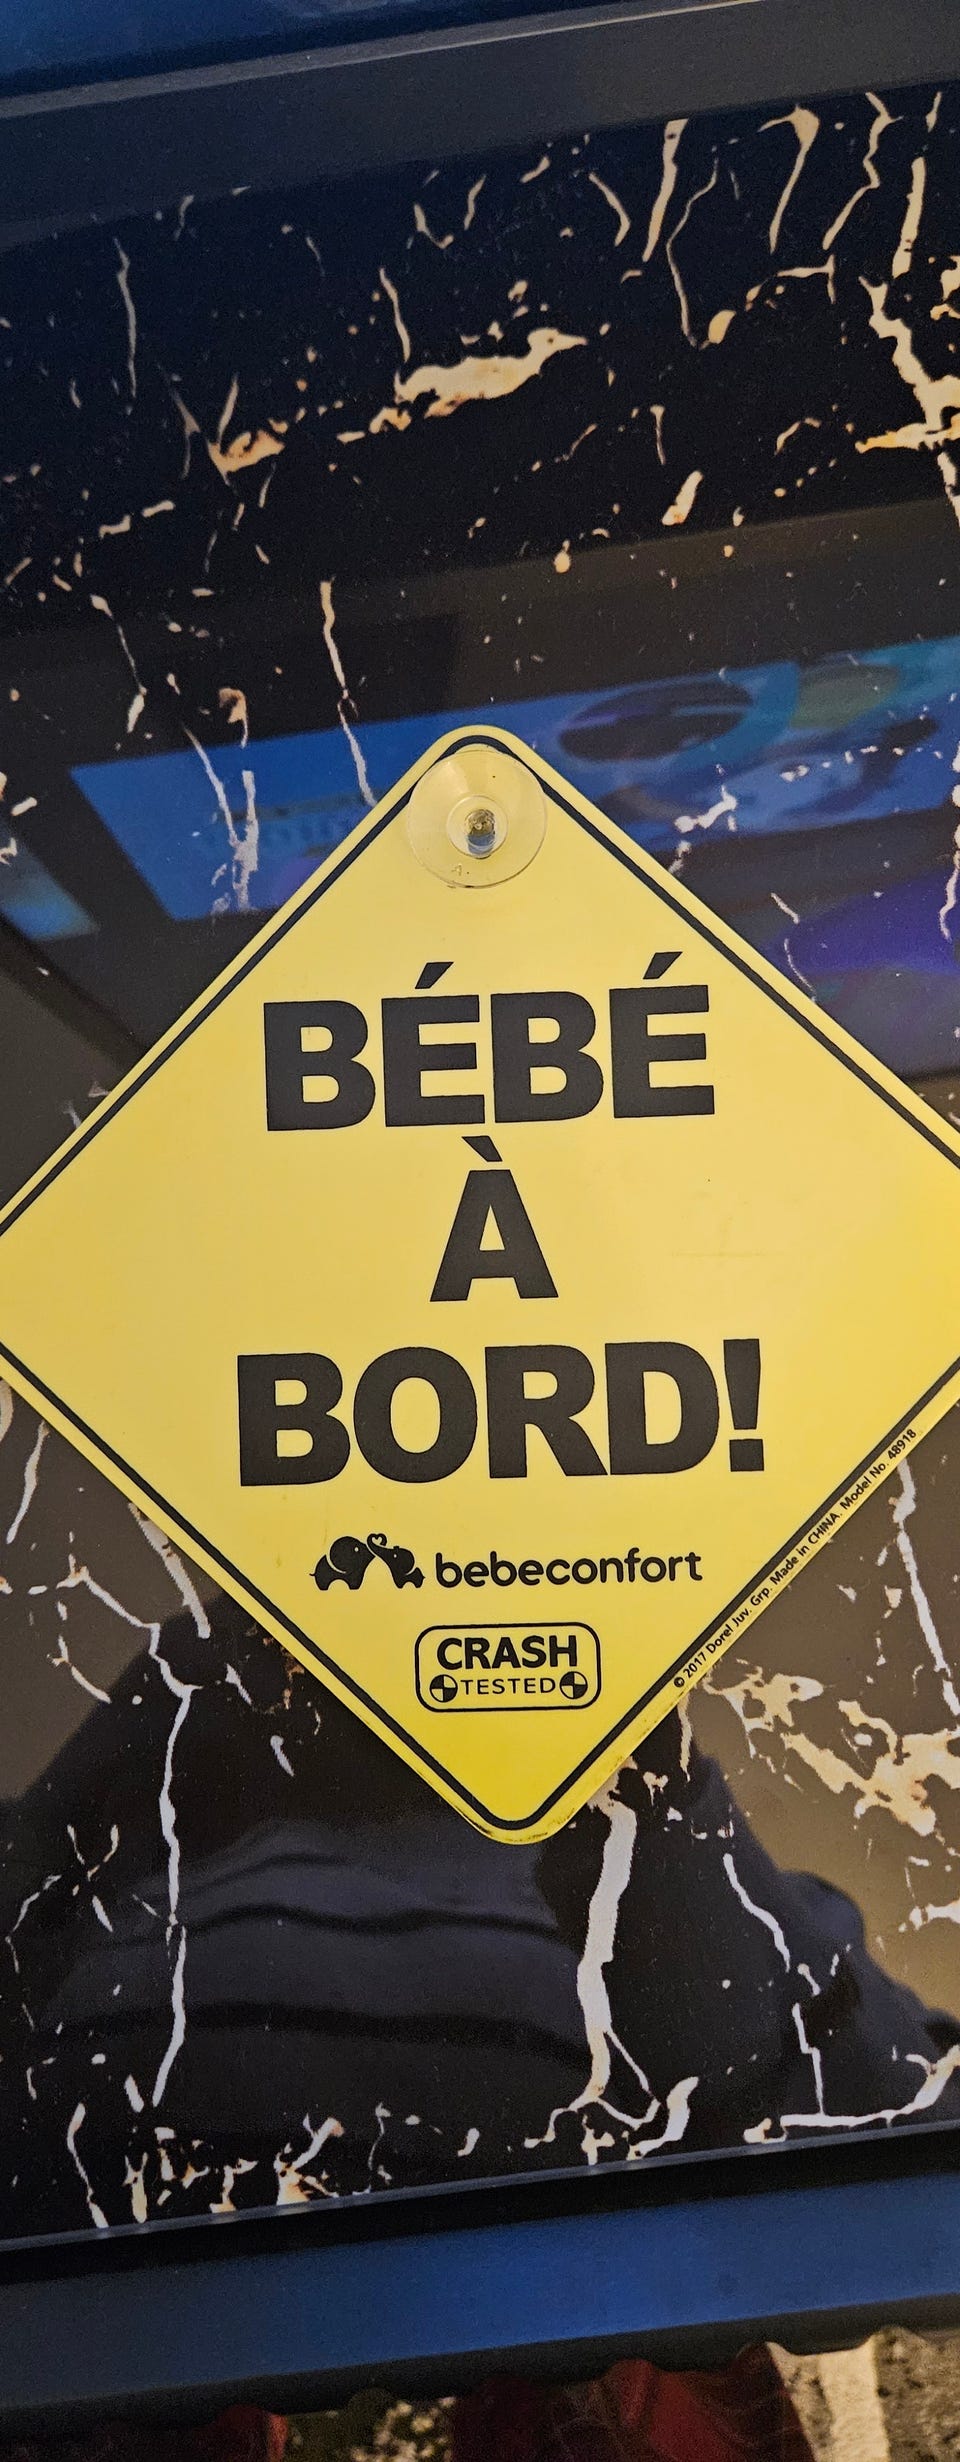 BÉBÉ
À
BORD!
bebeconfort
CRASH
TESTED
© 2017 Dorel Juv. Grp. Made in CHINA. Model No. 48918